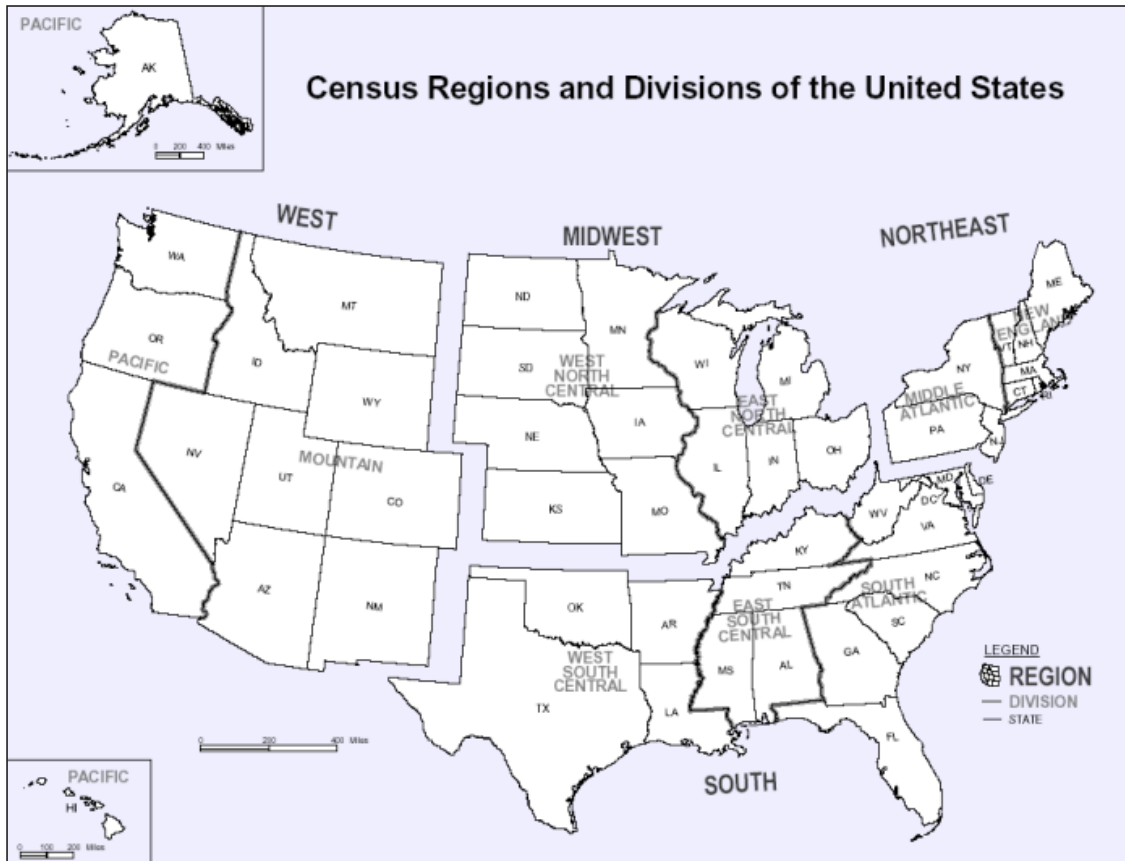 PACIFIC
AK
0 200 400 Miles
Census Regions and Divisions of the United States
WEST
MIDWEST
NORTHEAST
WA
MT
ND
MN
ME
OR
ID
SD
WI
MI
NY
VT
NH
NEW
ENGLAND
PACIFIC
WY
WEST
NORTH
CENTRAL
MA
CT
RI
MIDDLE
ATLANTIC
EAST
NORTH
CENTRAL
NE
IA
PA
NJ
NV
UT
MOUNTAIN
CO
IL
IN
OH
CA
KS
MO
MD
DE
DC
WV
VA
KY
AZ
NM
OK
AR
TN
NC
SOUTH
ATLANTIC
SC
EAST
SOUTH
CENTRAL
MS
AL
GA
WEST
SOUTH
CENTRAL
TX
LA
FL
0 200 400 Miles
SOUTH
LEGEND
REGION
DIVISION
STATE
PACIFIC
HI
0 100 200 Miles